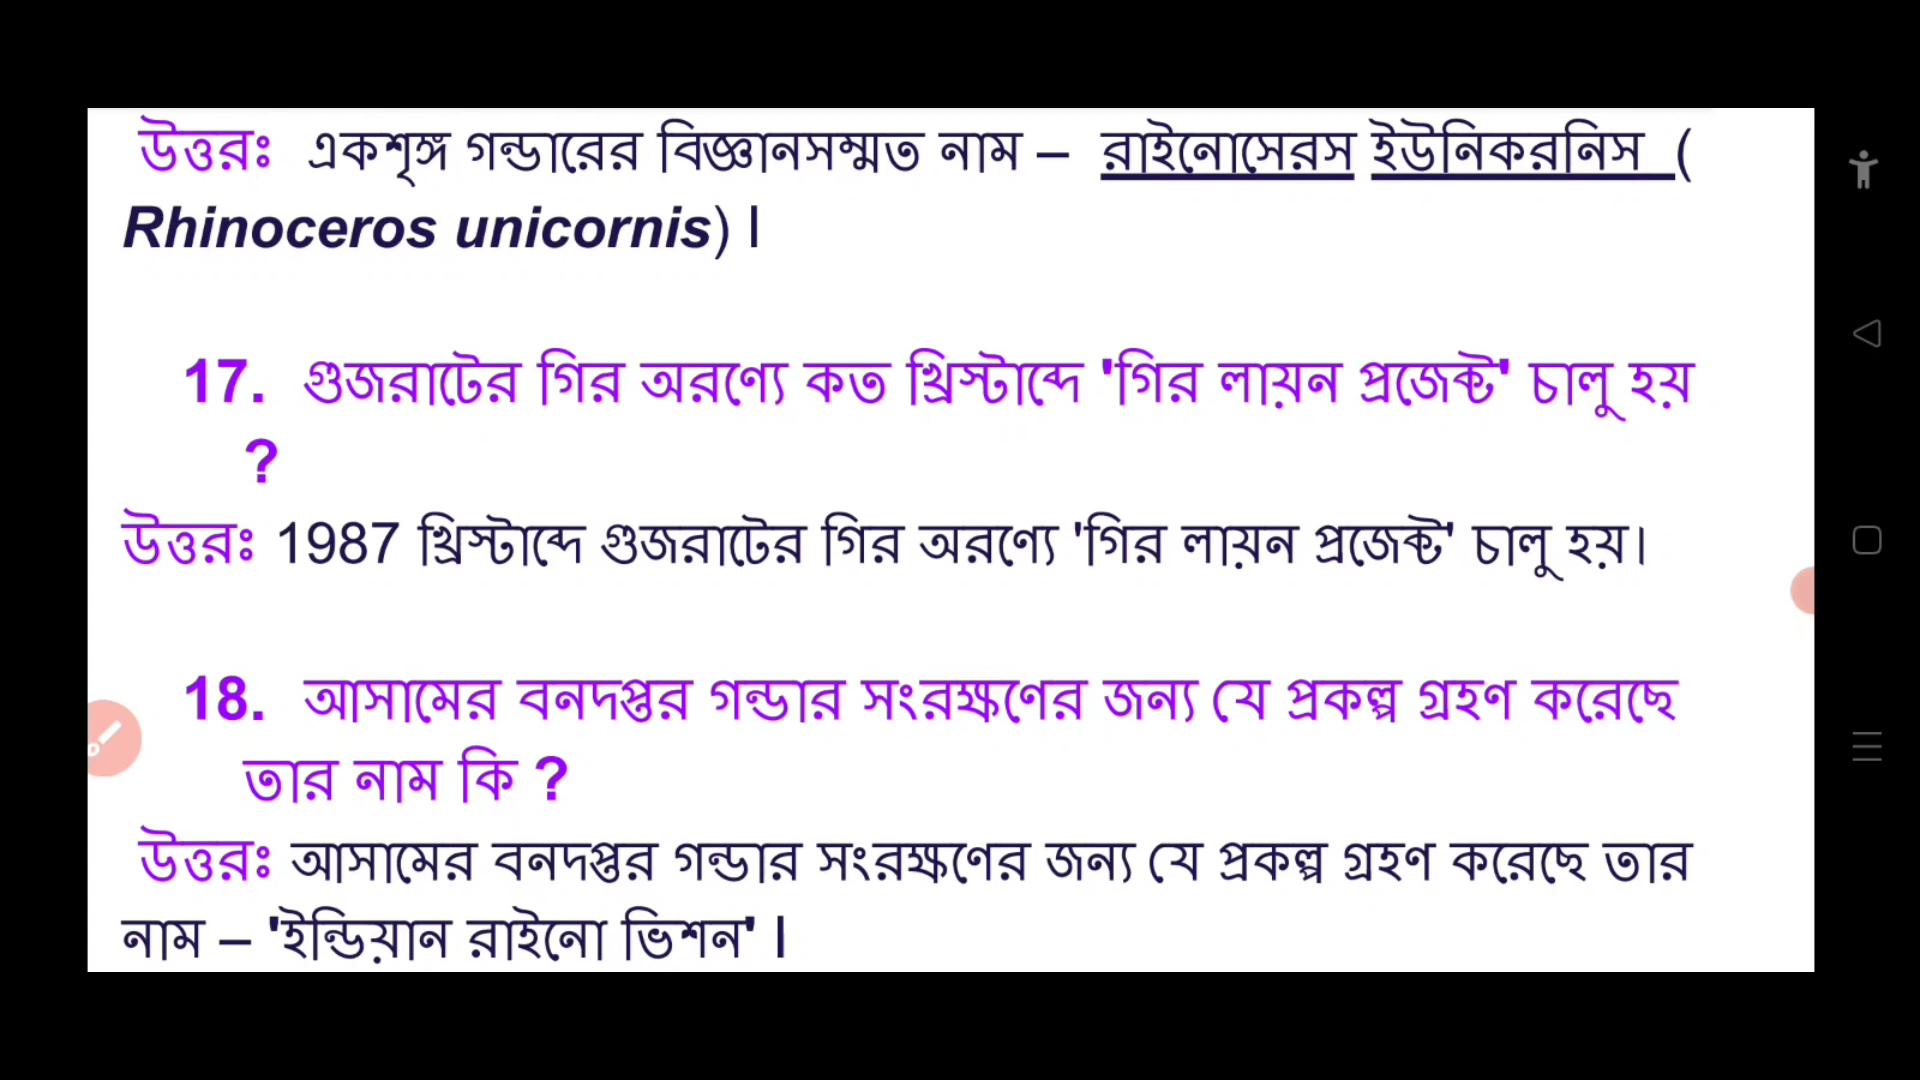 উত্তরঃ একশৃঙ্গ গন্ডারের বিজ্ঞানসম্মত নাম – রাইনোসেরস ইউনিকরনিস (
Rhinoceros unicornis) l
17. গুজরাটের গির অরণ্যে কত খ্রিস্টাব্দে 'গির লায়ন প্রজেক্ট' চালু হয়
?
উত্তরঃ 1987 খ্রিস্টাব্দে গুজরাটের গির অরণ্যে 'গির লায়ন প্রজেক্ট' চালু হয়।
18. আসামের বনদপ্তর গন্ডার সংরক্ষণের জন্য যে প্রকল্প গ্রহণ করেছে
তার নাম কি ?
উত্তরঃ আসামের বনদপ্তর গন্ডার সংরক্ষণের জন্য যে প্রকল্প গ্রহণ করেছে তার
নাম – 'ইন্ডিয়ান রাইনো ভিশন' l